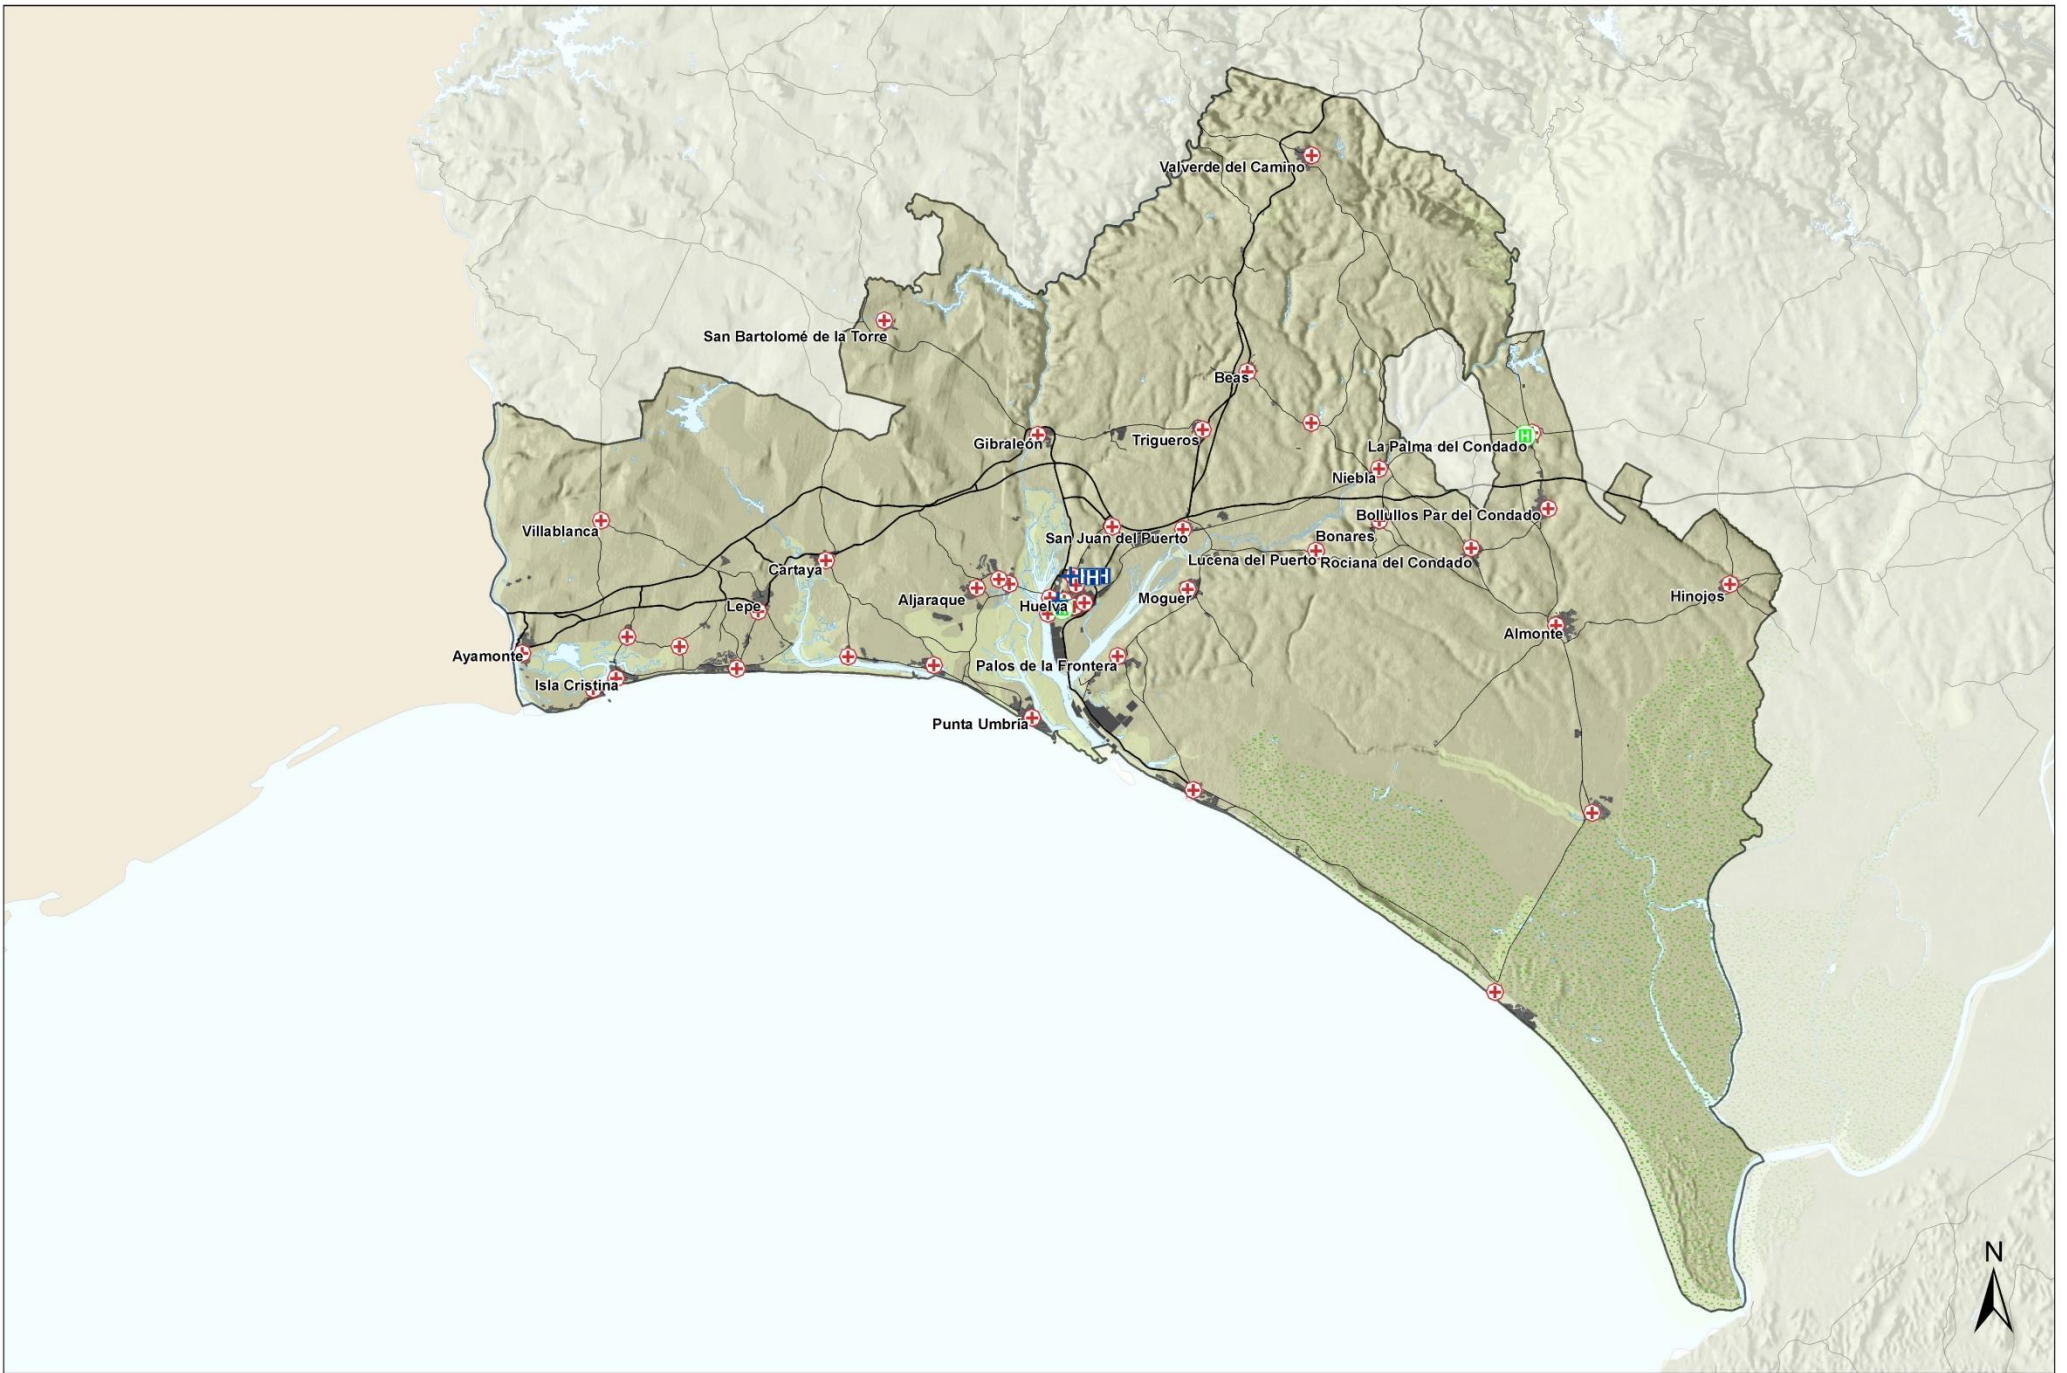 Valverde del Camino
San Bartolomé de la Torre
Beas
Gibraleón
Trigueros
La Palma del Condado
H
Niebla
Villablanca
Bollullos Par del Condado
San Juan del Puerto
Bonares
Lucena del Puerto
Rociana del Condado
Cartaya
Aljaraque
Lepe
Huelva
Moguer
Hinojos
Almonte
Ayamonte
Palos de la Frontera
Isla Cristina
Punta Umbría
N